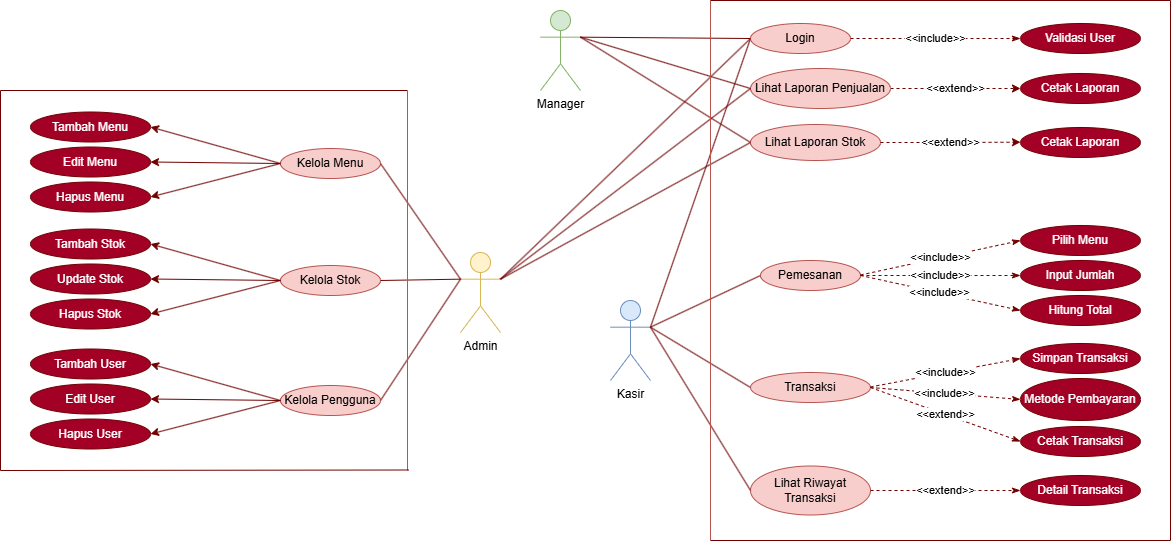 Manager
Login
<<include>>
Validasi User
Lihat Laporan Penjualan
<<extend>>
Cetak Laporan
Lihat Laporan Stok
<<extend>>
Cetak Laporan
Tambah Menu
Edit Menu
Hapus Menu
Kelola Menu
Tambah Stok
Update Stok
Hapus Stok
Kelola Stok
Tambah User
Edit User
Hapus User
Kelola Pengguna
Admin
Kasir
Pemesanan
<<include>>
Pilih Menu
<<include>>
Input Jumlah
<<include>>
Hitung Total
Transaksi
<<include>>
Simpan Transaksi
<<include>>
Metode Pembayaran
<<extend>>
Cetak Transaksi
Lihat Riwayat
Transaksi
<<extend>>
Detail Transaksi